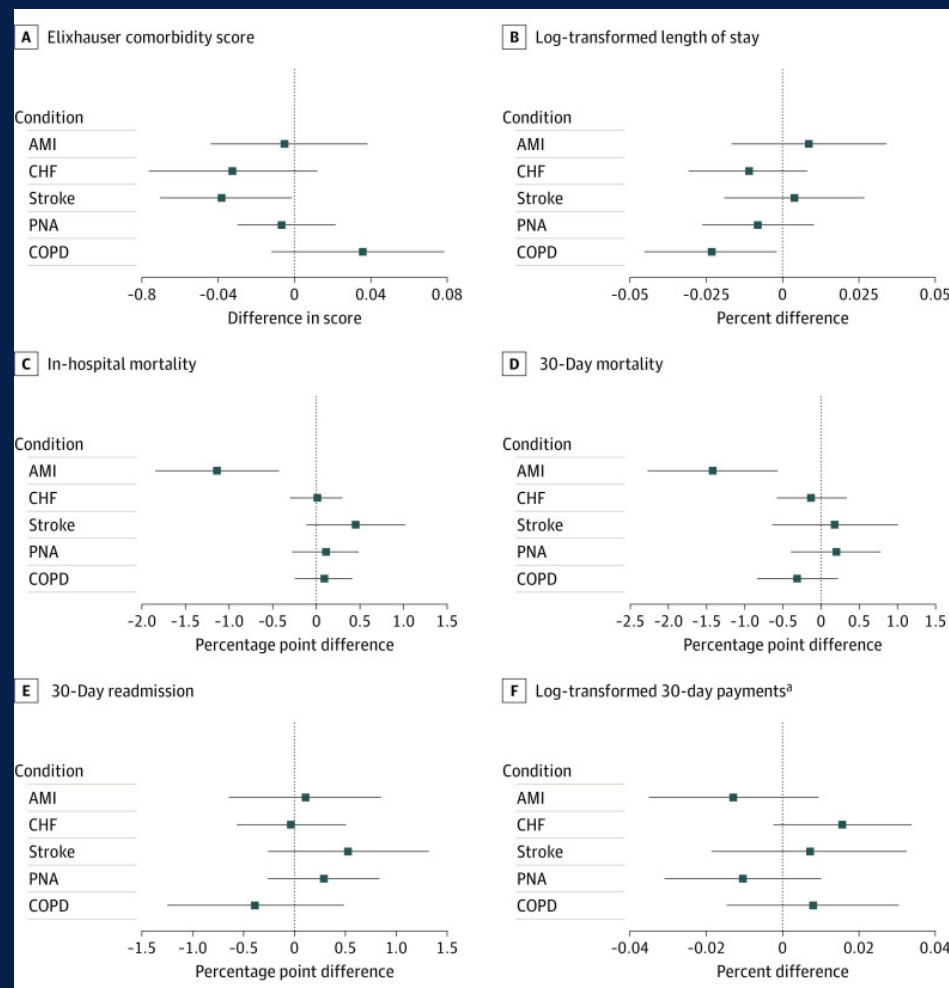 A Elixhauser comorbidity score
Condition
AMI
CHF
Stroke
PNA
COPD
-0.8 -0.04 0 0.04 0.08
Difference in score
B Log-transformed length of stay
Condition
AMI
CHF
Stroke
PNA
COPD
-0.05 -0.025 0 0.025 0.05
Percent difference
C In-hospital mortality
Condition
AMI
CHF
Stroke
PNA
COPD
-2.0 -1.5 -1.0 -0.5 0 0.5 1.0 1.5
Percentage point difference
D 30-Day mortality
Condition
AMI
CHF
Stroke
PNA
COPD
-2.5 -2.0 -1.5 -1.0 -0.5 0 0.5 1.0 1.5
Percentage point difference
E 30-Day readmission
Condition
AMI
CHF
Stroke
PNA
COPD
-1.5 -1.0 -0.5 0 0.5 1.0 1.5
Percentage point difference
F Log-transformed 30-day paymentsᵃ
Condition
AMI
CHF
Stroke
PNA
COPD
-0.04 -0.02 0 0.02 0.04
Percent difference